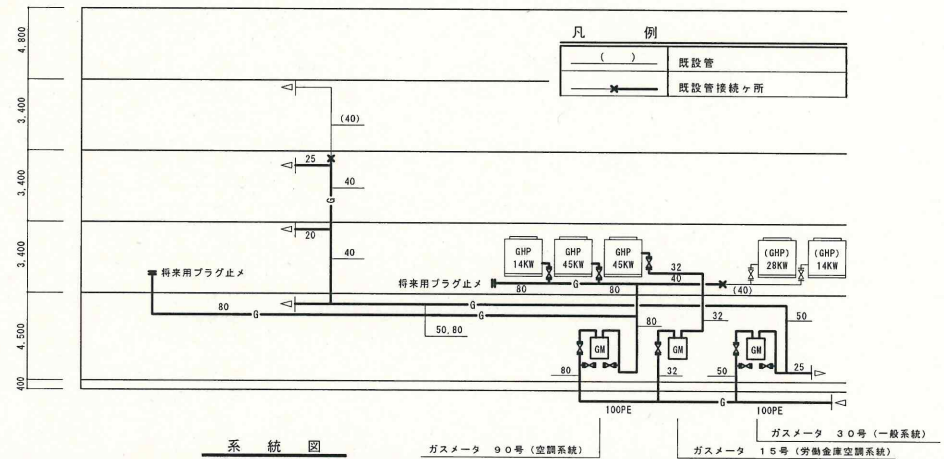 凡 例
( ) 既設管
既設管接続ヶ所
4,800
3,400
3,400
3,400
4,500
400
(40)
25
40
G
20
40
将来用プラグ止メ
80
G
G
50,80
将来用プラグ止メ
80
G
80
GHP
14KW
GHP
45KW
GHP
45KW
32
40
(40)
(GHP)
28KW
(GHP)
14KW
80
32
50
GM
GM
GM
80
32
50
25
G
100PE
100PE
ガスメータ 30号(一般系統)
ガスメータ 15号(労働金庫空調系統)
ガスメータ 90号(空調系統)
系 統 図